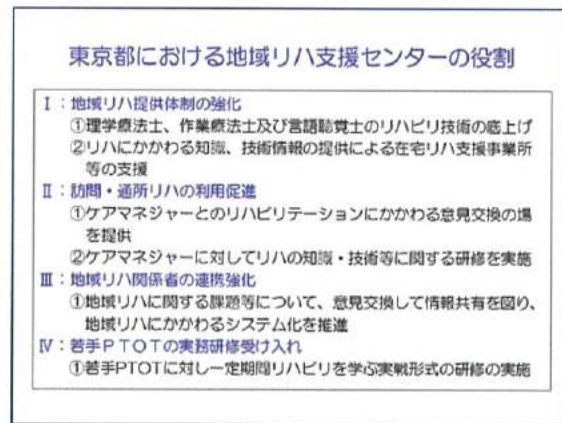 東京都における地域リハ支援センターの役割
Ⅰ：地域リハ提供体制の強化
①理学療法士、作業療法士及び言語聴覚士のリハビリ技術の底上げ
②リハにかかわる知識、技術情報の提供による在宅リハ支援事業所
等の支援
Ⅱ：訪問・通所リハの利用促進
①ケアマネジャーとのリハビリテーションにかかわる意見交換の場
を提供
②ケアマネジャーに対してリハの知識・技術等に関する研修を実施
Ⅲ：地域リハ関係者の連携強化
①地域リハに関する課題等について、意見交換して情報共有を図り、
地域リハにかかわるシステム化を推進
Ⅳ：若手ＰＴＯＴの実務研修受け入れ
①若手PTOTに対し一定期間リハビリを学ぶ実戦形式の研修の実施